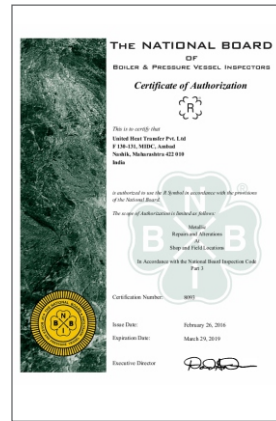 THE NATIONAL BOARD
OF
BOILER & PRESSURE VESSEL INSPECTORS
Certificate of Authorization
R
This is to certify that
United Heat Transfer Pvt. Ltd
F 130-131, MIDC, Ambad
Nashik, Maharashtra 422 010
India
is authorized to use the R Symbol in accordance with the provisions
of the National Board.
The scope of Authorization is limited as follows:
Metallic
Repairs and Alterations
At
Shop and Field Locations
In Accordance with the National Board Inspection Code
Part 3
N
B B
I
Certification Number:
Issue Date: February 26, 2016
Expiration Date: March 29, 2019
Executive Director
N
B B
I